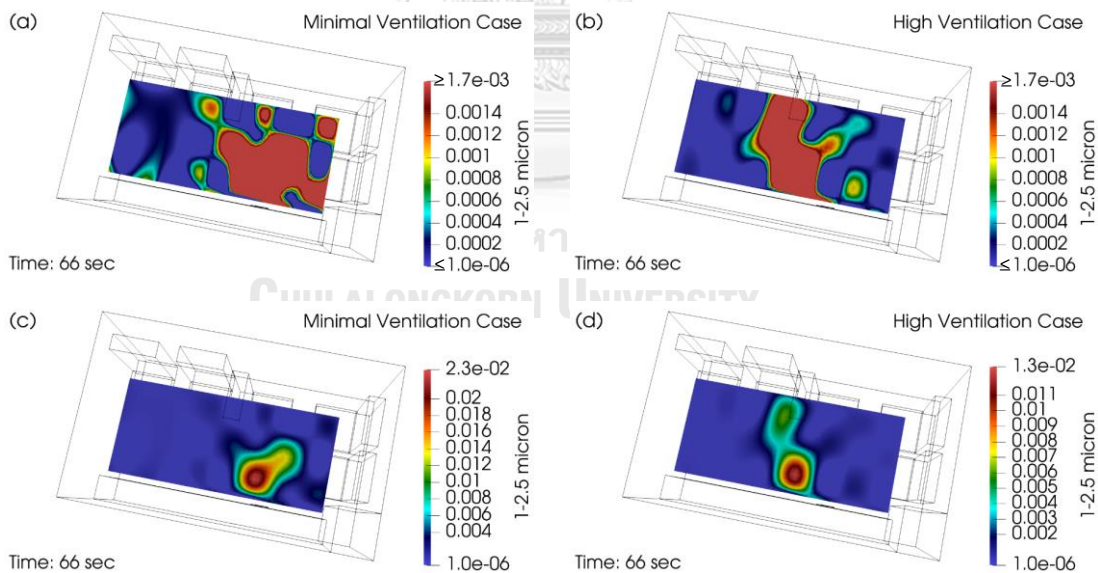 (a)
Minimal Ventilation Case
≥1.7e-03
0.0014
0.0012
0.001
0.0008
0.0006
0.0004
0.0002
≤1.0e-06
1-2.5 micron
Time: 66 sec
(b)
High Ventilation Case
≥1.7e-03
0.0014
0.0012
0.001
0.0008
0.0006
0.0004
0.0002
≤1.0e-06
1-2.5 micron
Time: 66 sec
CHULALONGKORN UNIVERSITY
(c)
Minimal Ventilation Case
2.3e-02
0.02
0.018
0.016
0.014
0.012
0.010
0.008
0.006
0.004
1.0e-06
1-2.5 micron
Time: 66 sec
(d)
High Ventilation Case
1.3e-02
0.011
0.01
0.009
0.008
0.007
0.006
0.005
0.004
0.003
0.002
1.0e-06
1-2.5 micron
Time: 66 sec